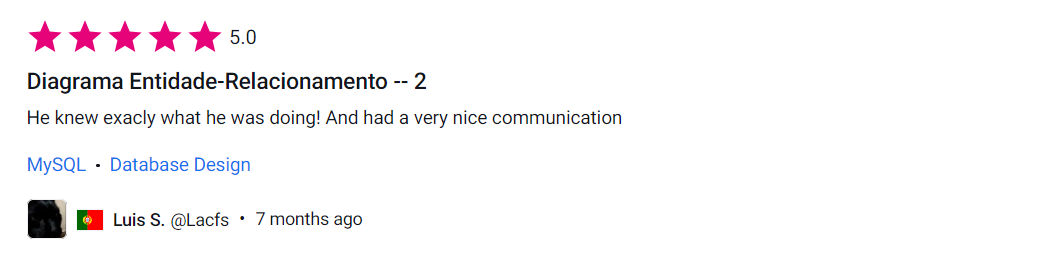 5.0
Diagrama Entidade-Relacionamento -- 2
He knew exacly what he was doing! And had a very nice communication
MySQL • Database Design
Luis S. @Lacfs • 7 months ago